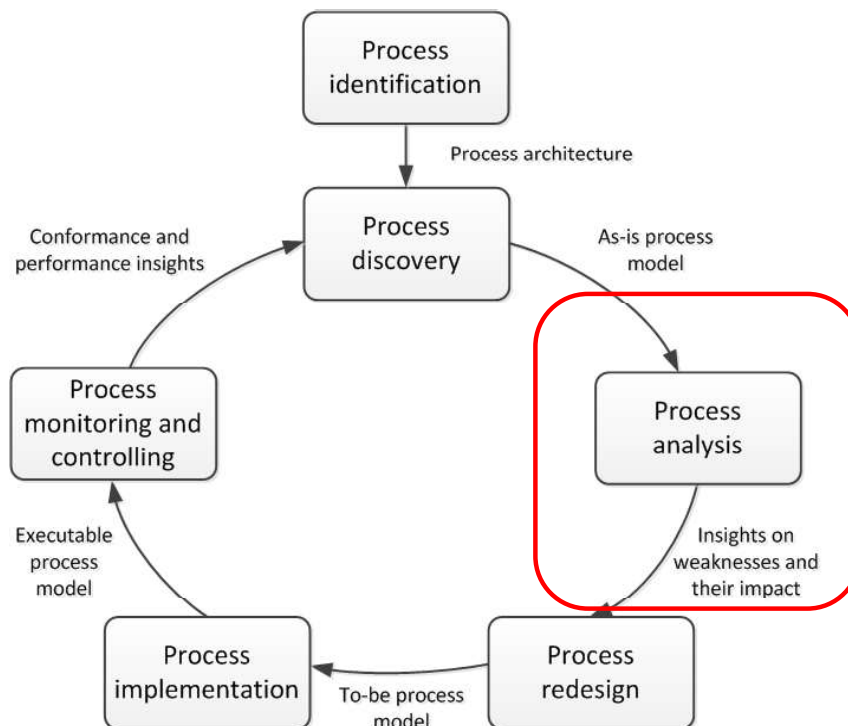 Process
identification
Process architecture
Process
discovery
As-is process
model
Process
analysis
Insights on
weaknesses and
their impact
Process
redesign
To-be process
model
Process
implementation
Executable
process
model
Process
monitoring and
controlling
Conformance and
performance insights